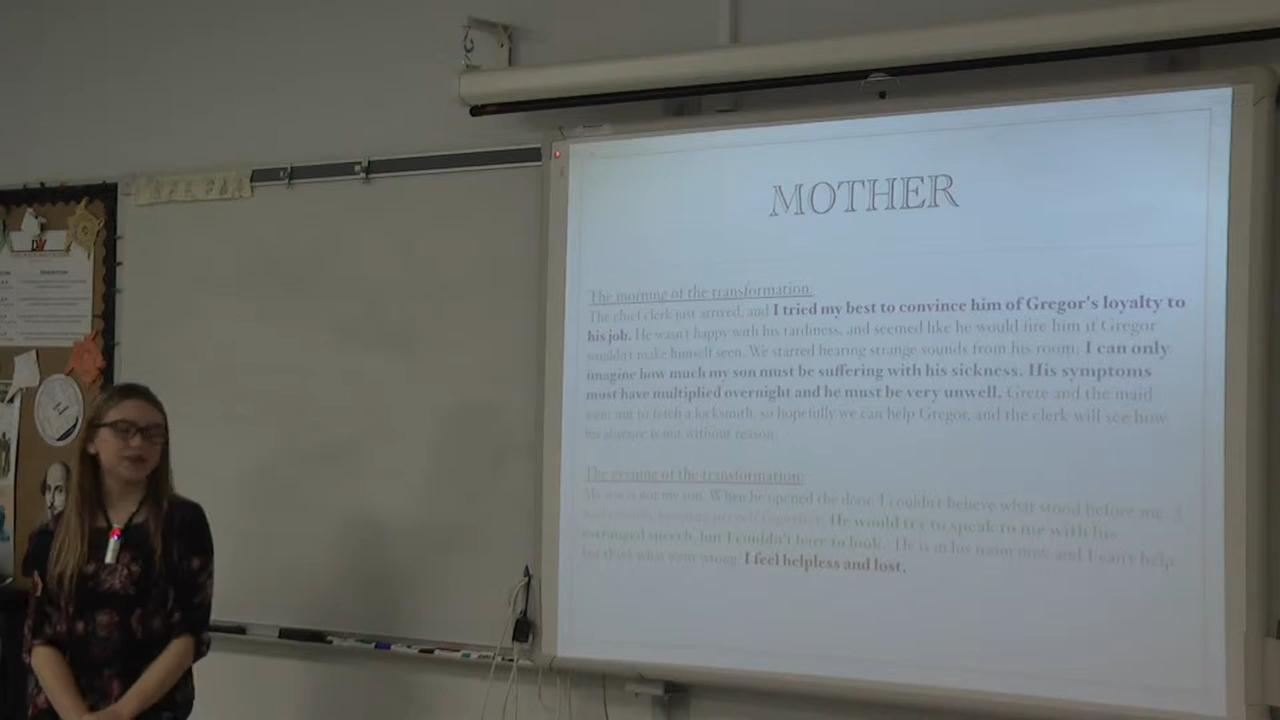 MOTHER
The morning of the transformation:
The chief clerk just arrived, and I tried my best to convince him of Gregor's loyalty to
his job. He wasn't happy with his tardiness, and seemed like he would fire him if Gregor
wouldn't make himself seen. We started hearing strange sounds from his room. I can only
imagine how much my son must be suffering with his sickness. His symptoms
must have multiplied overnight and he must be very unwell. Grete and the maid
went out to fetch a locksmith, so hopefully we can help Gregor, and the clerk will see how
his absence is not without reason.
The evening of the transformation:
My son is not my son. When he opened the door, I couldn't believe what stood before me. I
He would try to speak to me with his
estranged speech, but I couldn't bare to look. He is in his room now and I can't help
but think what went wrong. I feel helpless and lost.